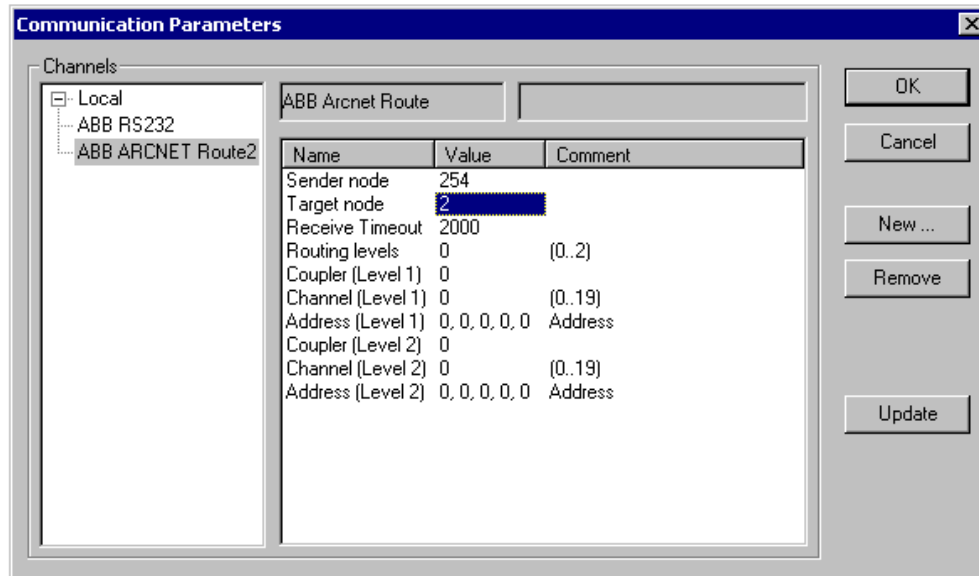 Communication Parameters
Channels
Local
ABB RS232
ABB ARCNET Route2
ABB Arcnet Route
Name Value Comment
Sender node 254
Target node 2
Receive Timeout 2000
Routing levels 0 (0..2)
Coupler (Level 1) 0
Channel (Level 1) 0 (0..19)
Address (Level 1) 0, 0, 0, 0, 0 Address
Coupler (Level 2) 0
Channel (Level 2) 0 (0..19)
Address (Level 2) 0, 0, 0, 0, 0 Address
OK
Cancel
New ...
Remove
Update